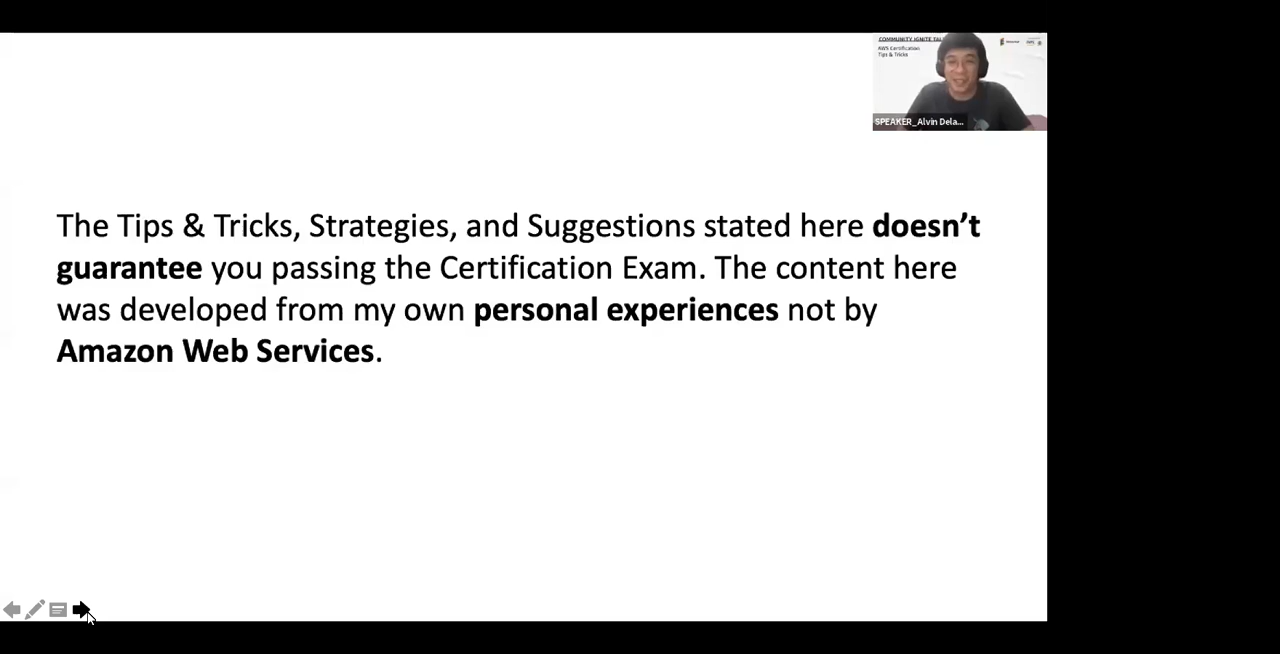 COMMUNITY IGNITE TAL
AWS Certification
Tips & Tricks
SPEAKER_Alvin Dela...
The Tips & Tricks, Strategies, and Suggestions stated here doesn’t
guarantee you passing the Certification Exam. The content here
was developed from my own personal experiences not by
Amazon Web Services.